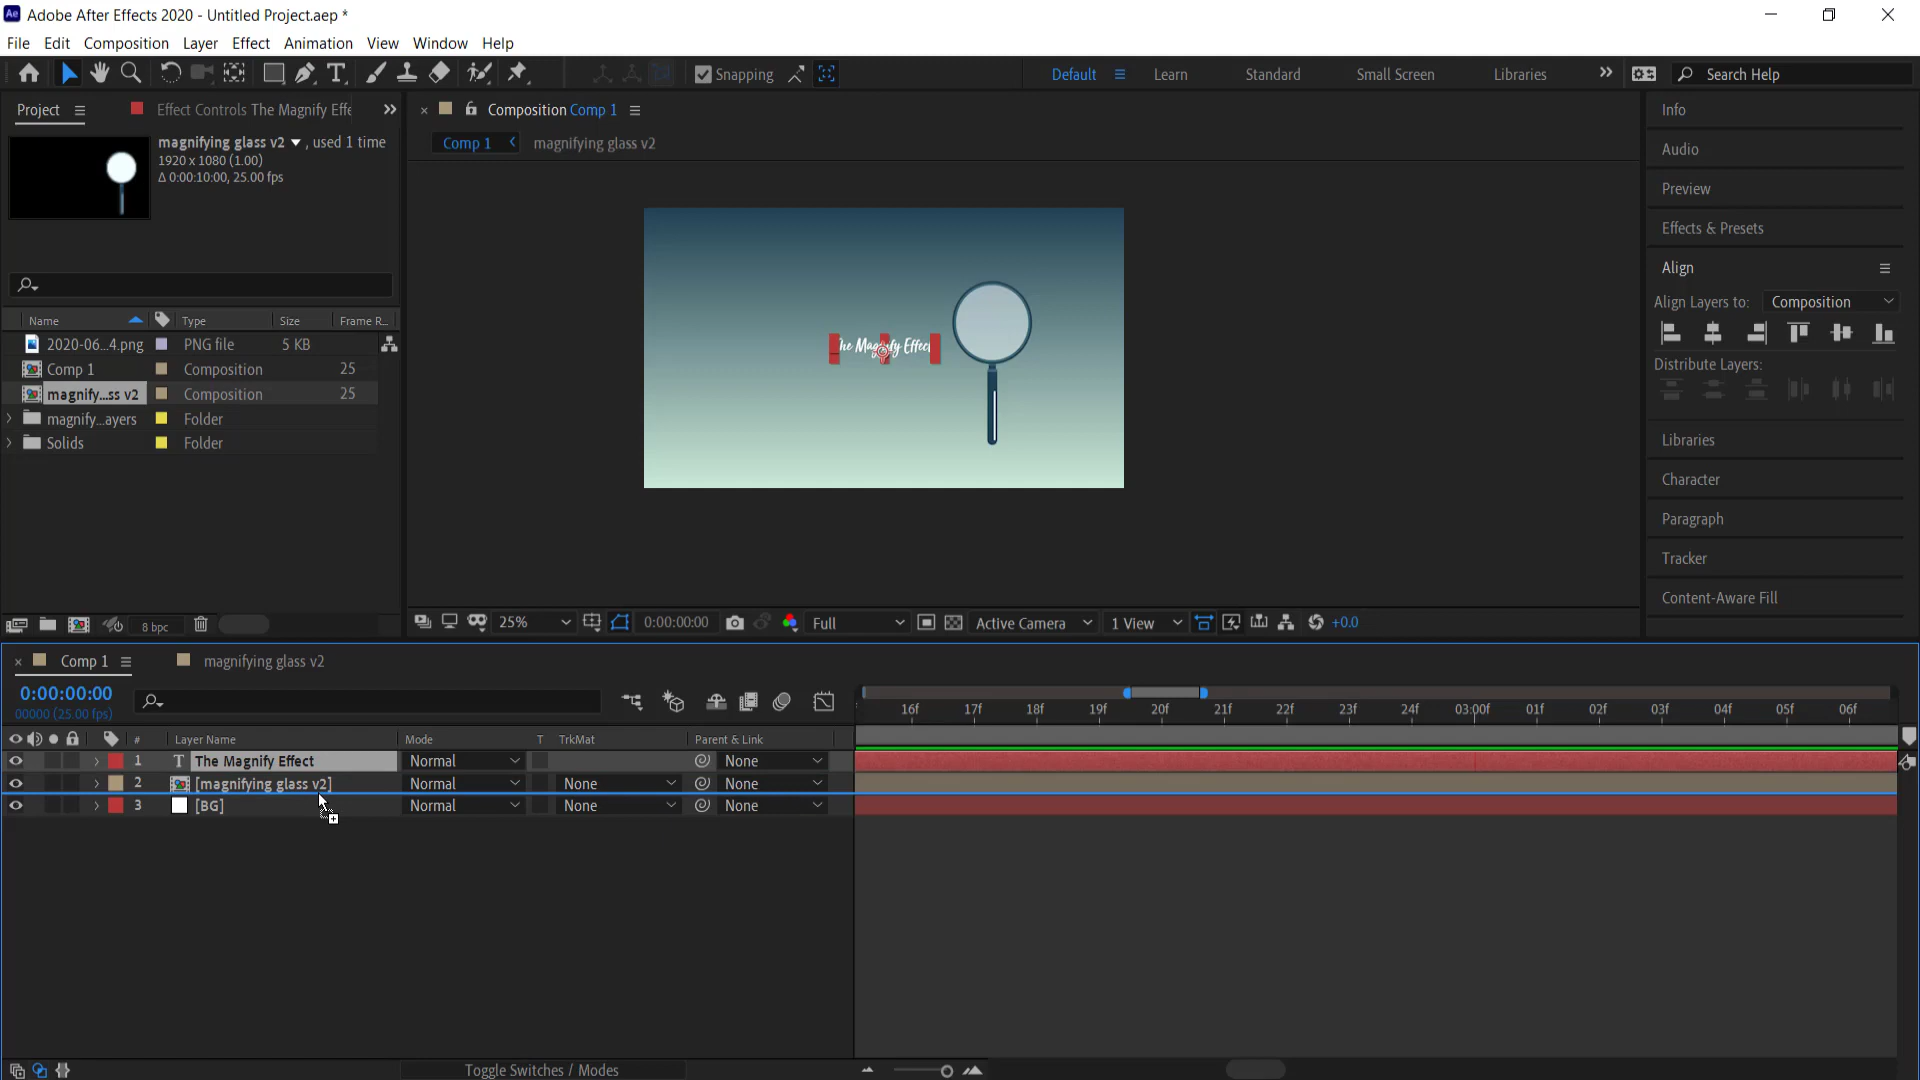 Adobe After Effects 2020 - Untitled Project.aep *
File Edit Composition Layer Effect Animation View Window Help
Snapping Default Learn Standard Small Screen Libraries Search Help
Project Effect Controls The Magnify Effe
Composition Comp 1
magnifying glass v2 , used 1 time
1920 x 1080 (1.00)
Δ 0:00:10:00, 25.00 fps
Comp 1 magnifying glass v2
The Magnify Effect
Name Type Size Frame R...
2020-06...4.png PNG file 5 KB
Comp 1 Composition 25
magnify...ss v2 Composition 25
magnify...ayers Folder
Solids Folder
8 bpc
25% 0:00:00:00 Full Active Camera 1 View +0.0
Info
Audio
Preview
Effects & Presets
Align
Align Layers to: Composition
Distribute Layers:
Libraries
Character
Paragraph
Tracker
Content-Aware Fill
Comp 1 magnifying glass v2
0:00:00:00
00000 (25.00 fps)
16f 17f 18f 19f 20f 21f 22f 23f 24f 03:00f 01f 02f 03f 04f 05f 06f
# Layer Name Mode T TrkMat Parent & Link
1 T The Magnify Effect Normal None
2 [magnifying glass v2] Normal None None
3 [BG] Normal None None
Toggle Switches / Modes